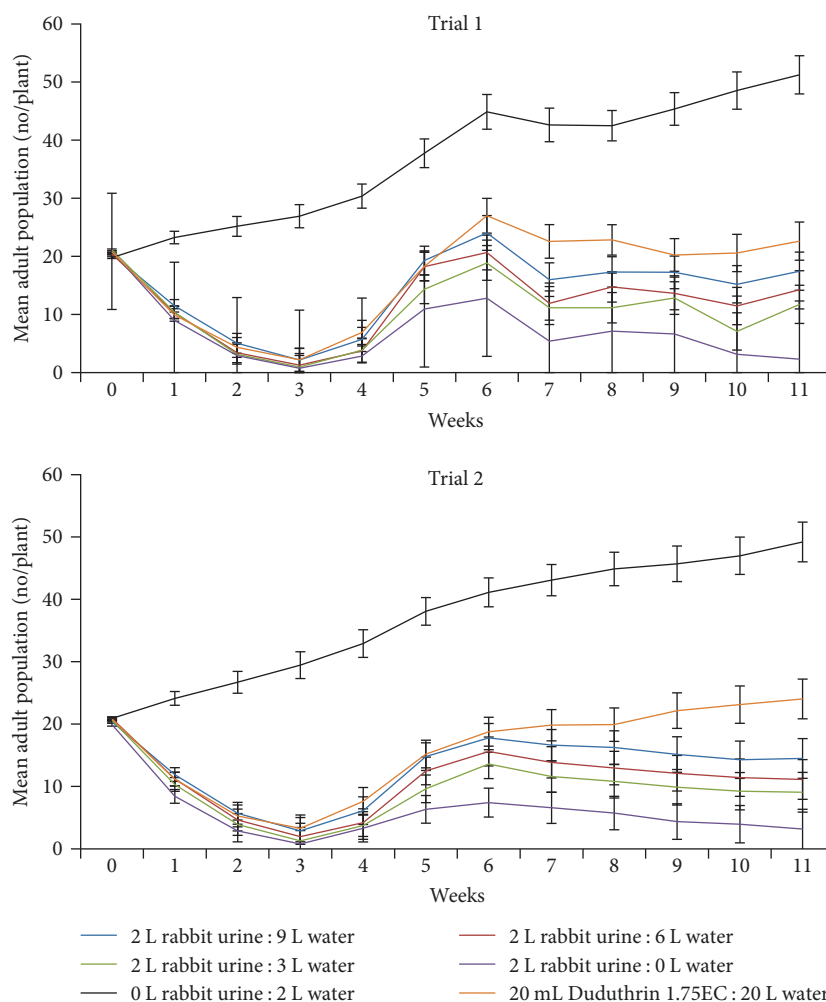 Trial 1
60
50
40
30
20
10
0
Mean adult population (no/plant)
0 1 2 3 4 5 6 7 8 9 10 11
Weeks
Trial 2
60
50
40
30
20
10
0
Mean adult population (no/plant)
0 1 2 3 4 5 6 7 8 9 10 11
Weeks
2 L rabbit urine : 9 L water
2 L rabbit urine : 6 L water
2 L rabbit urine : 3 L water
2 L rabbit urine : 0 L water
0 L rabbit urine : 2 L water
20 mL Duduthrin 1.75EC : 20 L water